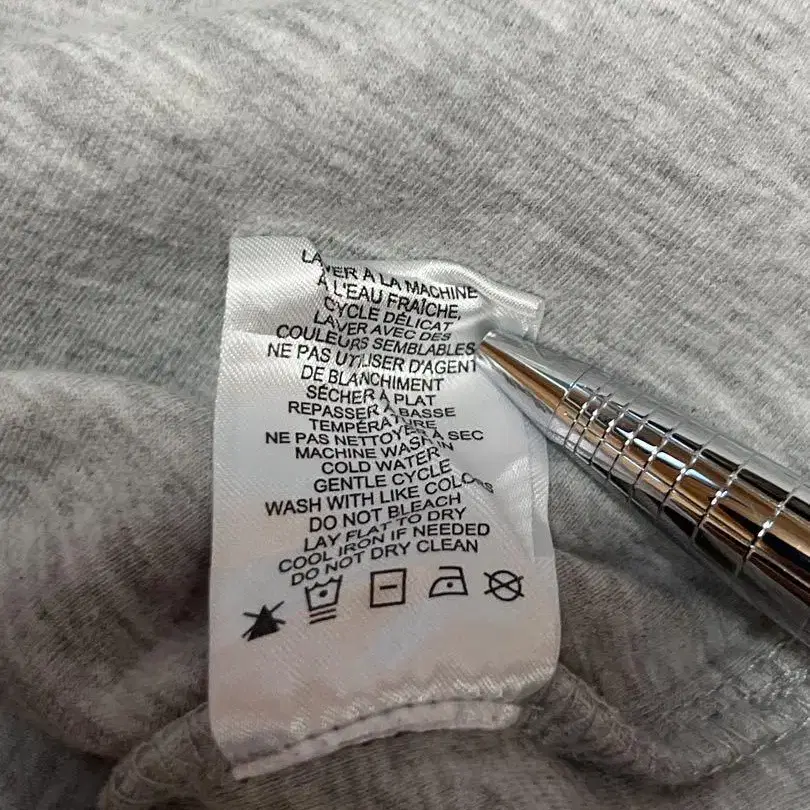 LAVER À LA MACHINE
À L'EAU FRAÎCHE,
CYCLE DÉLICAT
LAVER AVEC DES
COULEURS SEMBLABLES
NE PAS UTILISER D'AGENT
DE BLANCHIMENT
SÉCHER À PLAT
REPASSER À BASSE
TEMPÉRATURE
NE PAS NETTOYER À SEC
MACHINE WASH IN
COLD WATER
GENTLE CYCLE
WASH WITH LIKE COLORS
DO NOT BLEACH
LAY FLAT TO DRY
COOL IRON IF NEEDED
DO NOT DRY CLEAN